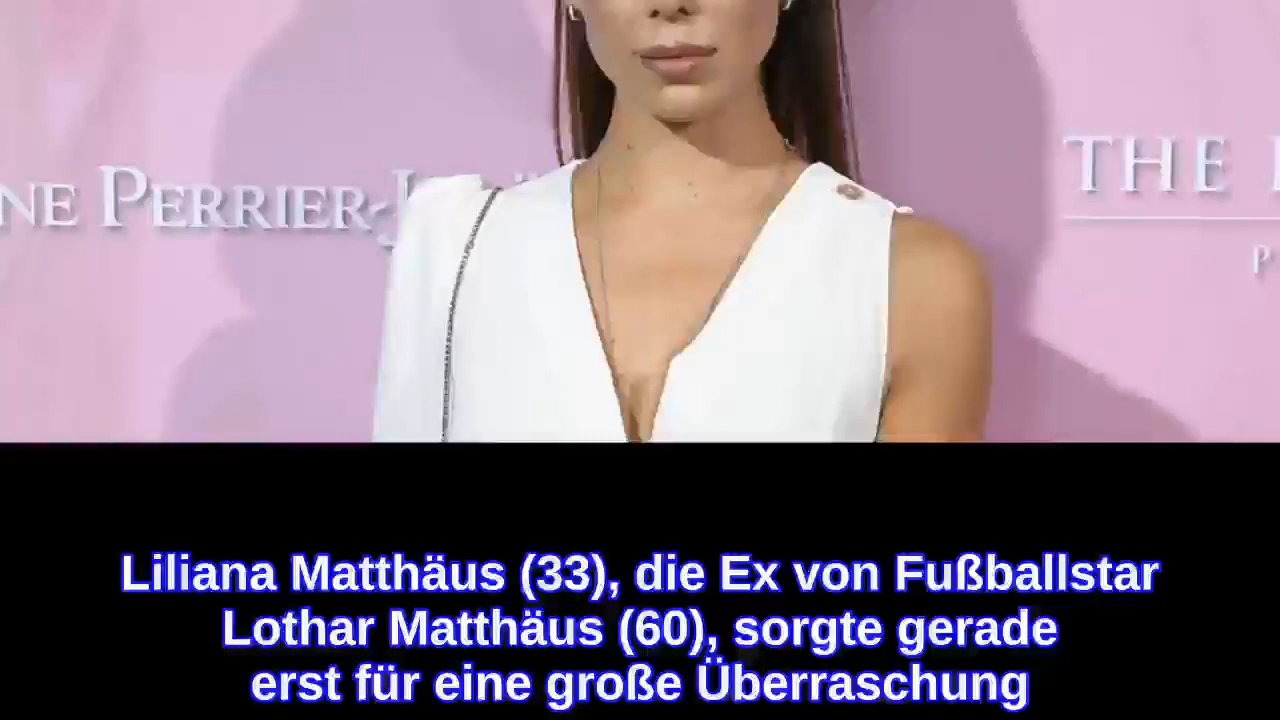 NE PERRIER-J
THE
P
Liliana Matthäus (33), die Ex von Fußballstar
Lothar Matthäus (60), sorgte gerade
erst für eine große Überraschung